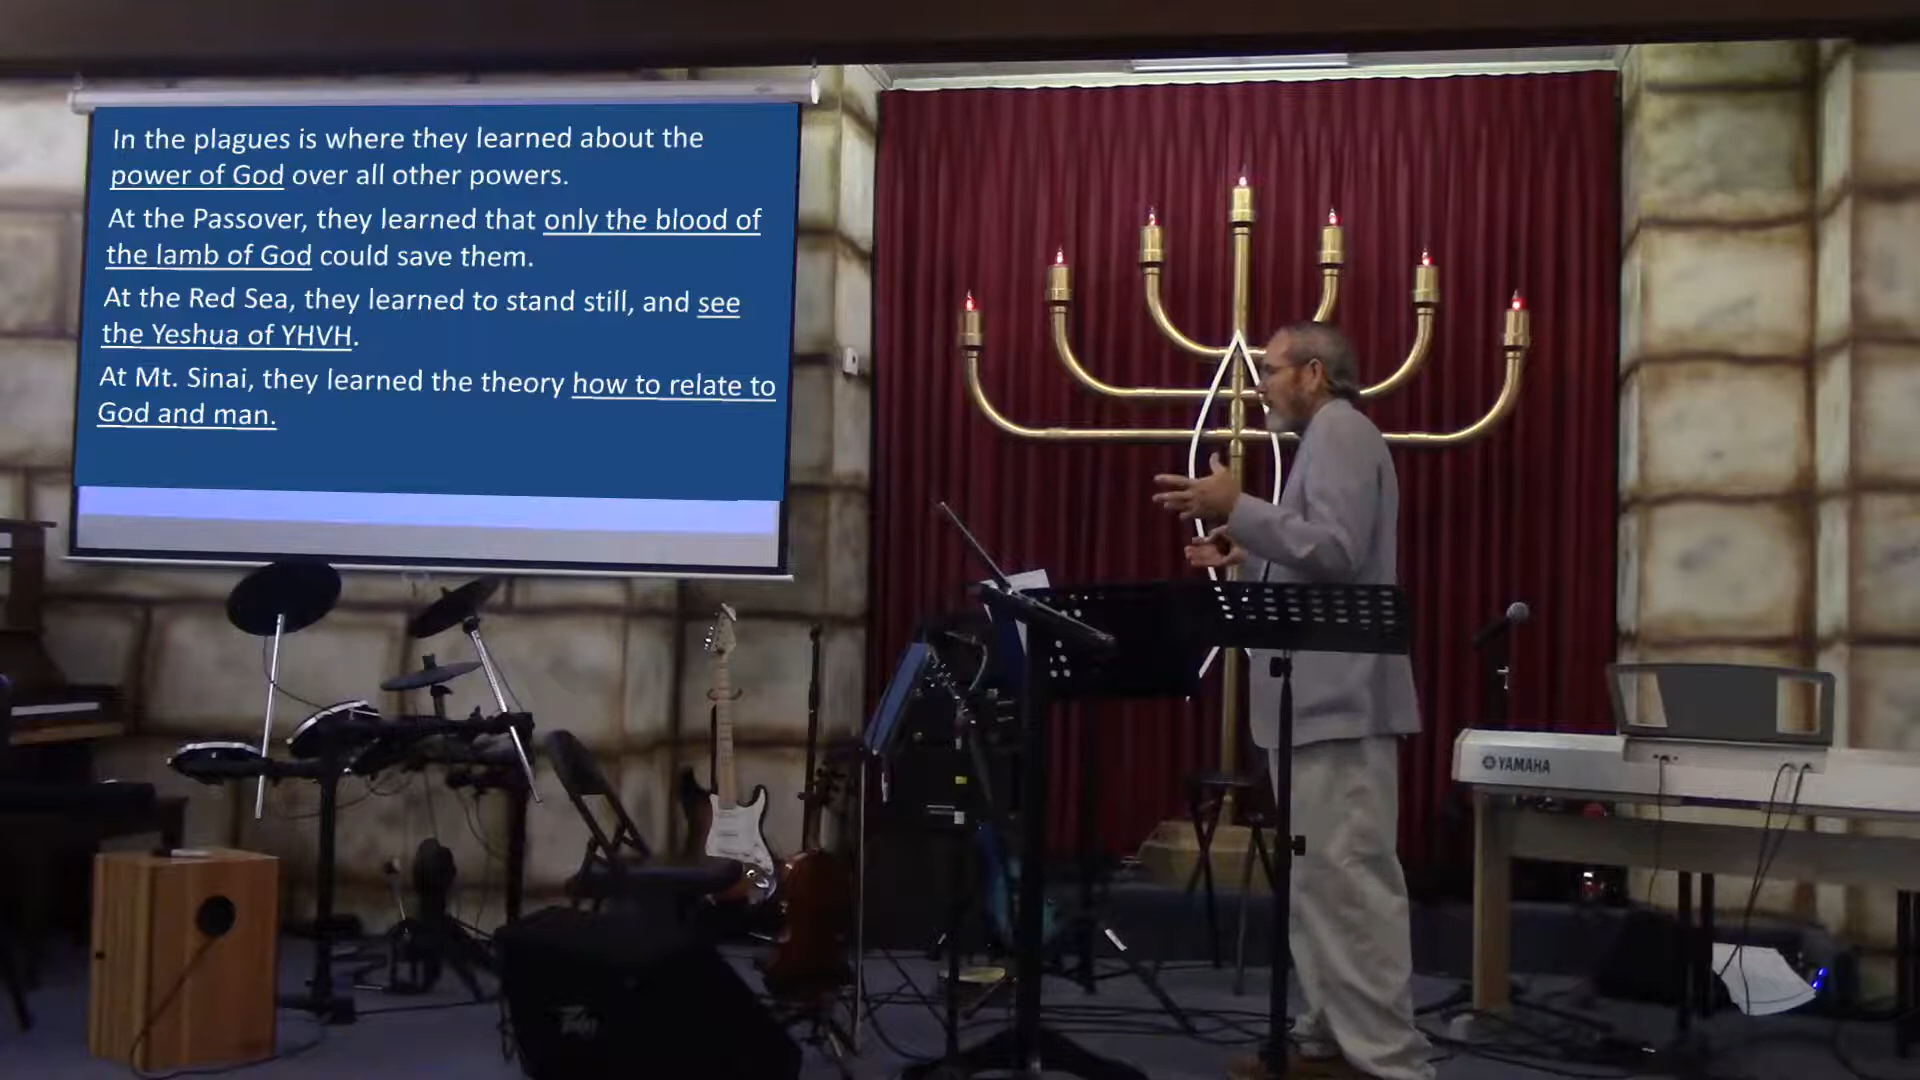 In the plagues is where they learned about the
power of God over all other powers.
At the Passover, they learned that only the blood of
the lamb of God could save them.
At the Red Sea, they learned to stand still, and see
the Yeshua of YHVH.
At Mt. Sinai, they learned the theory how to relate to
God and man.
YAMAHA